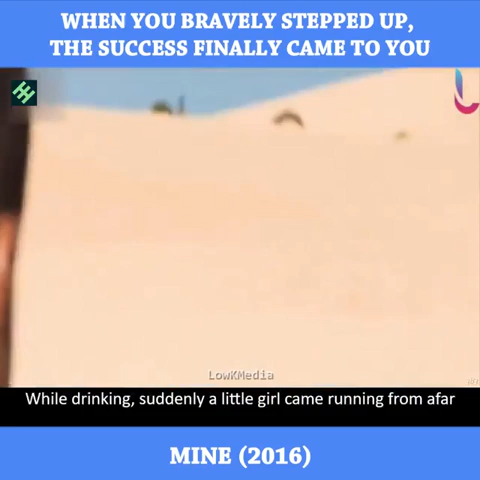 WHEN YOU BRAVELY STEPPED UP,
THE SUCCESS FINALLY CAME TO YOU
LowKMedia
While drinking, suddenly a little girl came running from afar
MINE (2016)